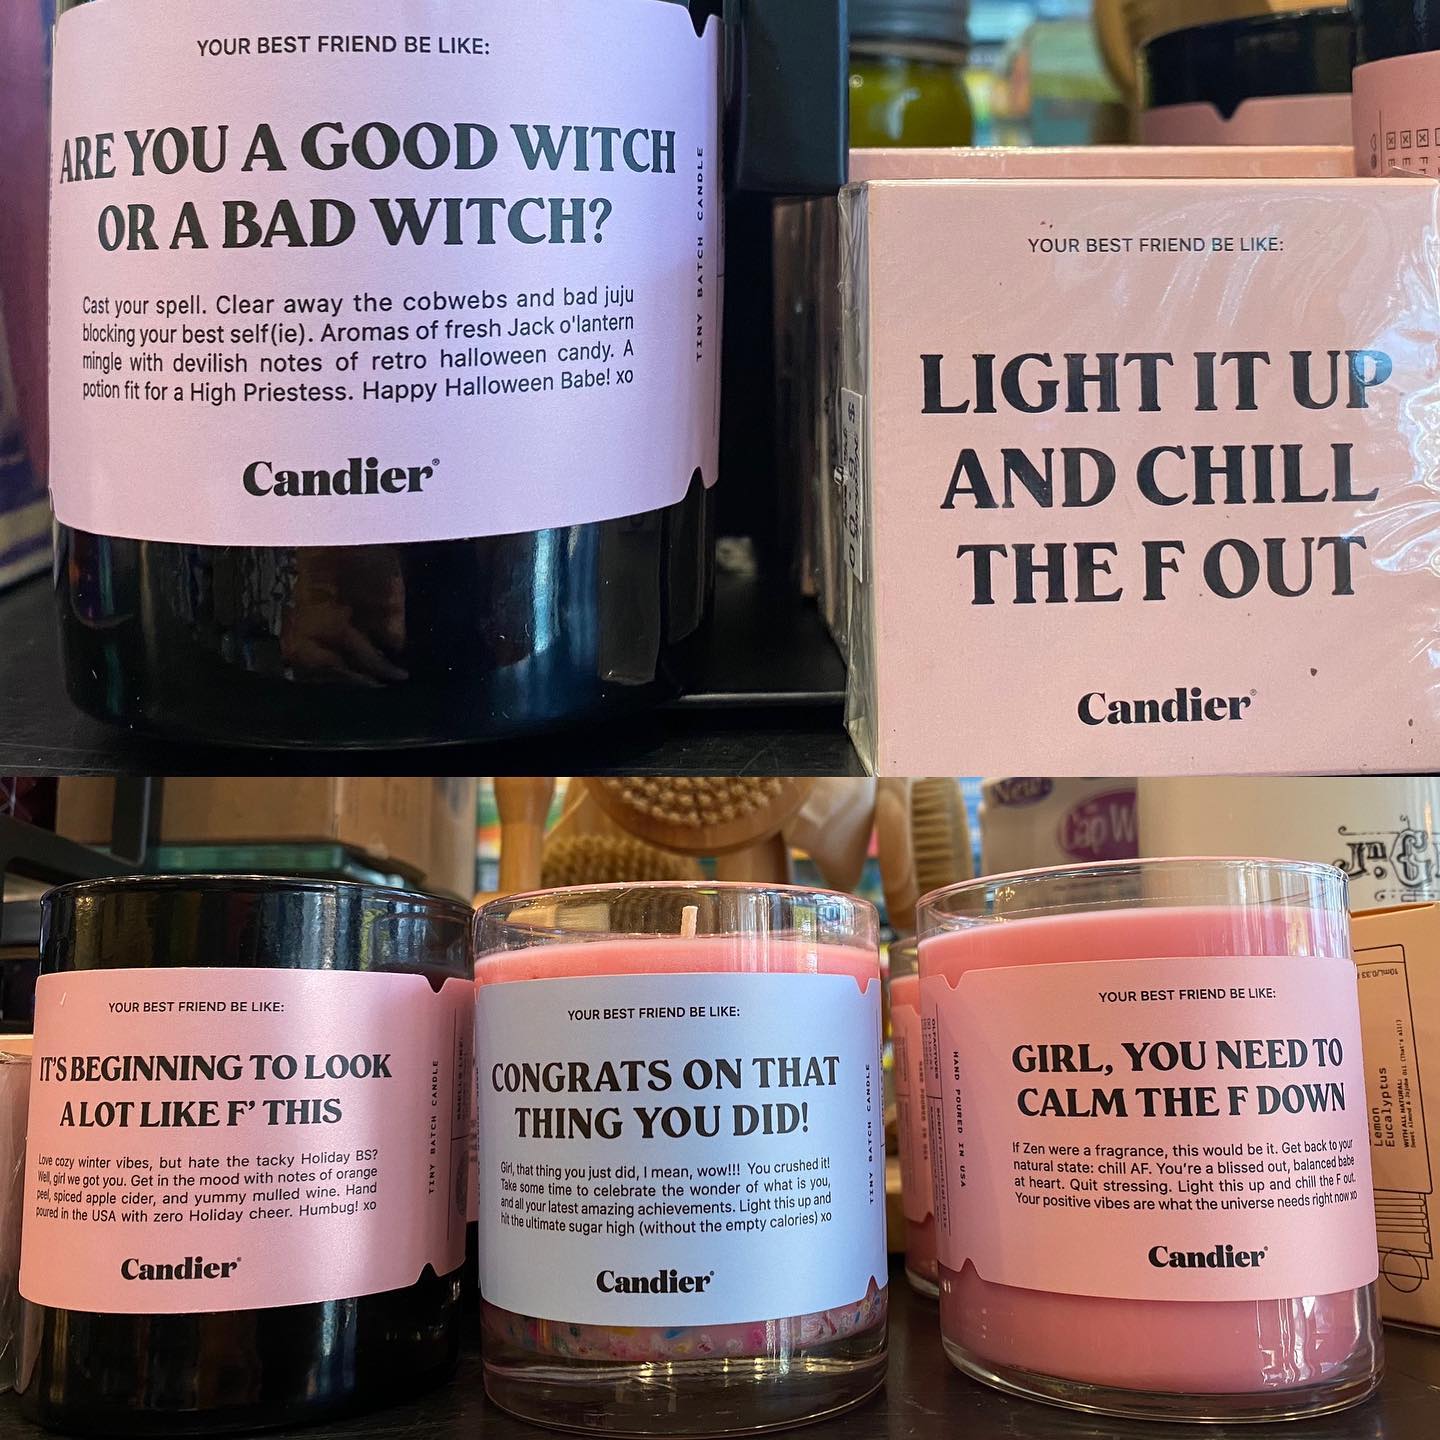 YOUR BEST FRIEND BE LIKE:
ARE YOU A GOOD WITCH
OR A BAD WITCH?
Cast your spell. Clear away the cobwebs and bad juju
blocking your best self(ie). Aromas of fresh Jack o'lantern
mingle with devilish notes of retro halloween candy. A
potion fit for a High Priestess. Happy Halloween Babe! xo
Candier®
TINY BATCH CANDLE
YOUR BEST FRIEND BE LIKE:
LIGHT IT UP
AND CHILL
THE F OUT
Candier®
YOUR BEST FRIEND BE LIKE:
IT'S BEGINNING TO LOOK
A LOT LIKE F' THIS
Love cozy winter vibes, but hate the tacky Holiday BS?
Well, girl we got you. Get in the mood with notes of orange
peel, spiced apple cider, and yummy mulled wine. Hand
poured in the USA with zero Holiday cheer. Humbug! xo
Candier®
TINY BATCH CANDLE
YOUR BEST FRIEND BE LIKE:
CONGRATS ON THAT
THING YOU DID!
Girl, that thing you just did, I mean, wow!!! You crushed it!
Take some time to celebrate the wonder of what is you,
and all your latest amazing achievements. Light this up and
hit the ultimate sugar high (without the empty calories) xo
Candier®
TINY BATCH CANDLE
HAND POURED IN USA
YOUR BEST FRIEND BE LIKE:
GIRL, YOU NEED TO
CALM THE F DOWN
If Zen were a fragrance, this would be it. Get back to your
natural state: chill AF. You're a blissed out, balanced babe
at heart. Quit stressing. Light this up and chill the F out.
Your positive vibes are what the universe needs right now xo
Candier®
New!
Lemon
Eucalyptus
WITH ALL NATURAL:
Sweet Almond & Jojoba Oil (That's all!)